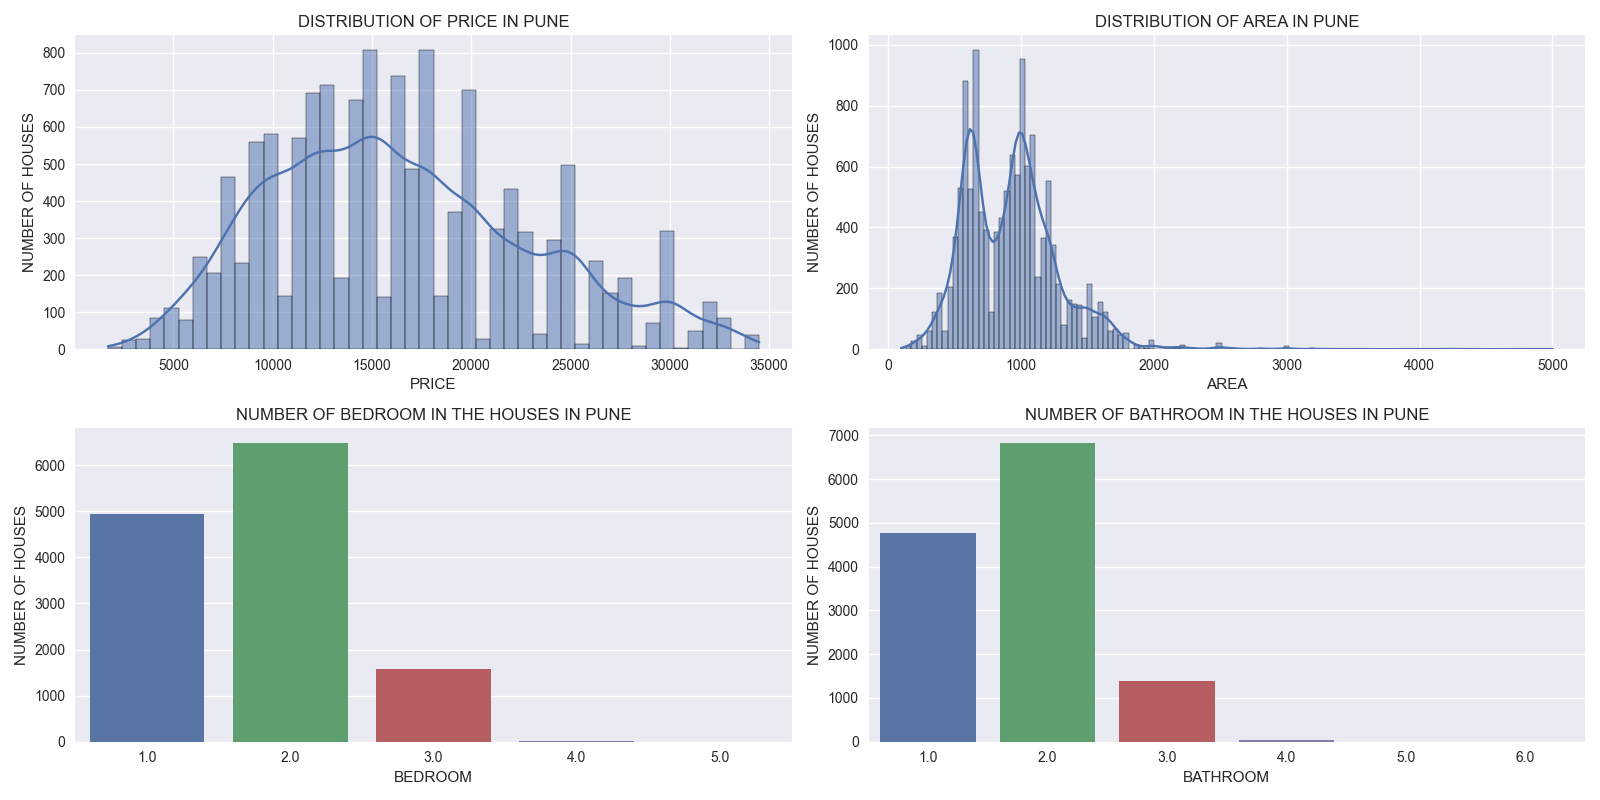 DISTRIBUTION OF PRICE IN PUNE
NUMBER OF HOUSES
800
700
600
500
400
300
200
100
0
5000 10000 15000 20000 25000 30000 35000
PRICE
DISTRIBUTION OF AREA IN PUNE
NUMBER OF HOUSES
1000
800
600
400
200
0
0 1000 2000 3000 4000 5000
AREA
NUMBER OF BEDROOM IN THE HOUSES IN PUNE
NUMBER OF HOUSES
6000
5000
4000
3000
2000
1000
0
1.0 2.0 3.0 4.0 5.0
BEDROOM
NUMBER OF BATHROOM IN THE HOUSES IN PUNE
NUMBER OF HOUSES
7000
6000
5000
4000
3000
2000
1000
0
1.0 2.0 3.0 4.0 5.0 6.0
BATHROOM